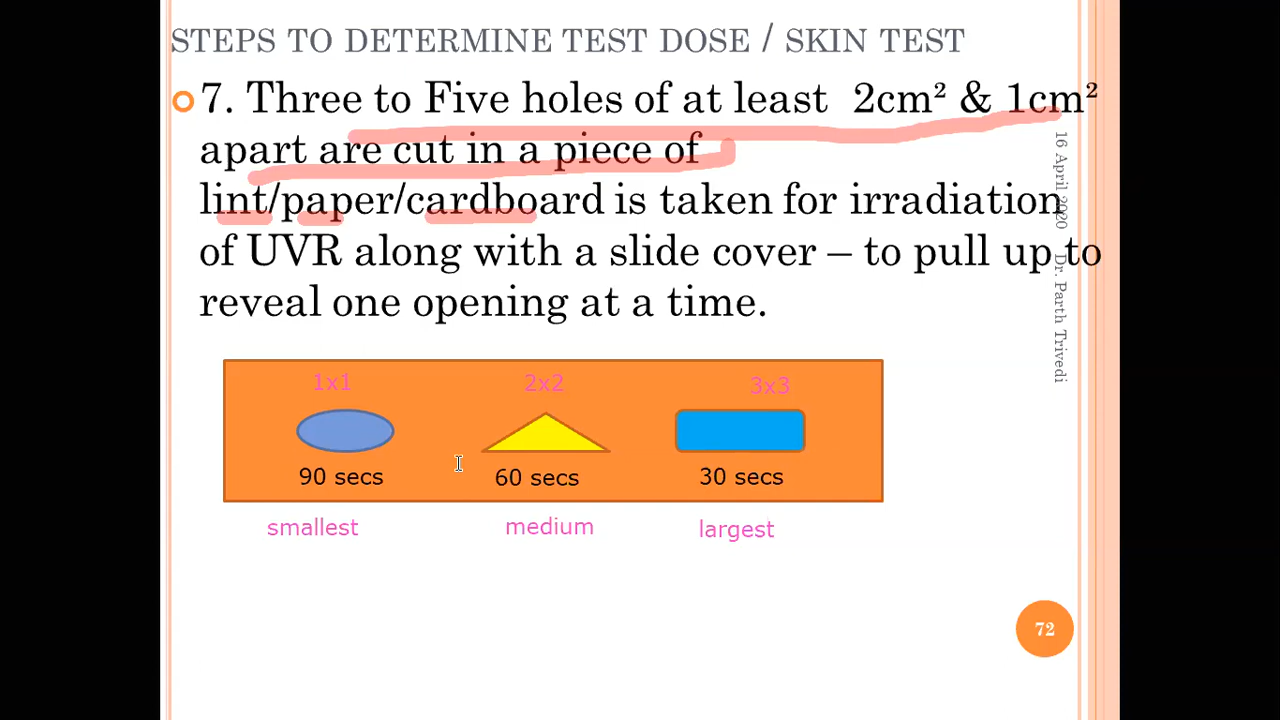 STEPS TO DETERMINE TEST DOSE / SKIN TEST
7. Three to Five holes of at least 2cm² & 1cm²
apart are cut in a piece of
lint/paper/cardboard is taken for irradiation
of UVR along with a slide cover – to pull up to
reveal one opening at a time.
16 April 2020
Dr. Parth Trivedi
1x1 2x2 3x3
90 secs 60 secs 30 secs
smallest medium largest
72